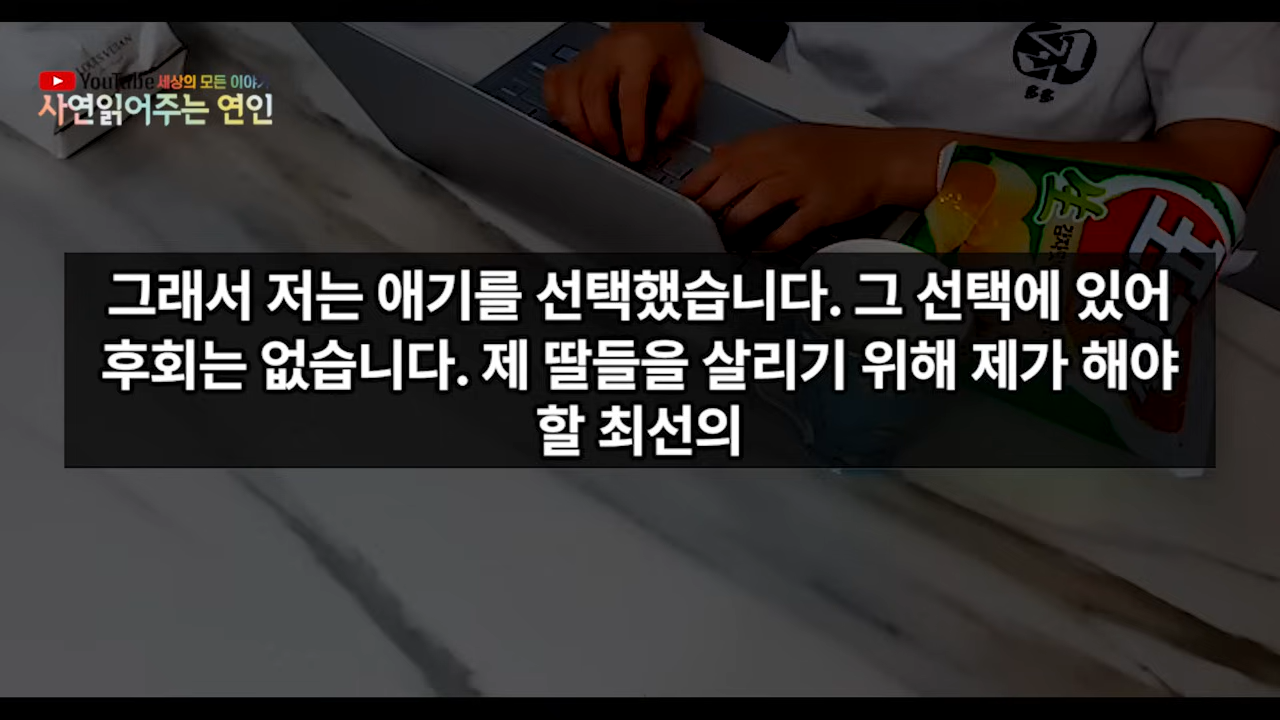 YouTube 세상의 모든 이야기
사연읽어주는 연인
그래서 저는 애기를 선택했습니다. 그 선택에 있어
후회는 없습니다. 제 딸들을 살리기 위해 제가 해야
할 최선의
生